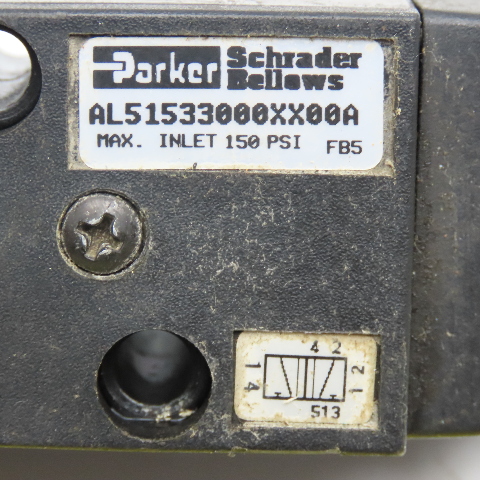 Parker Schrader Bellows
AL51533000XX00A
MAX. INLET 150 PSI FB5
4 2
14 12
513